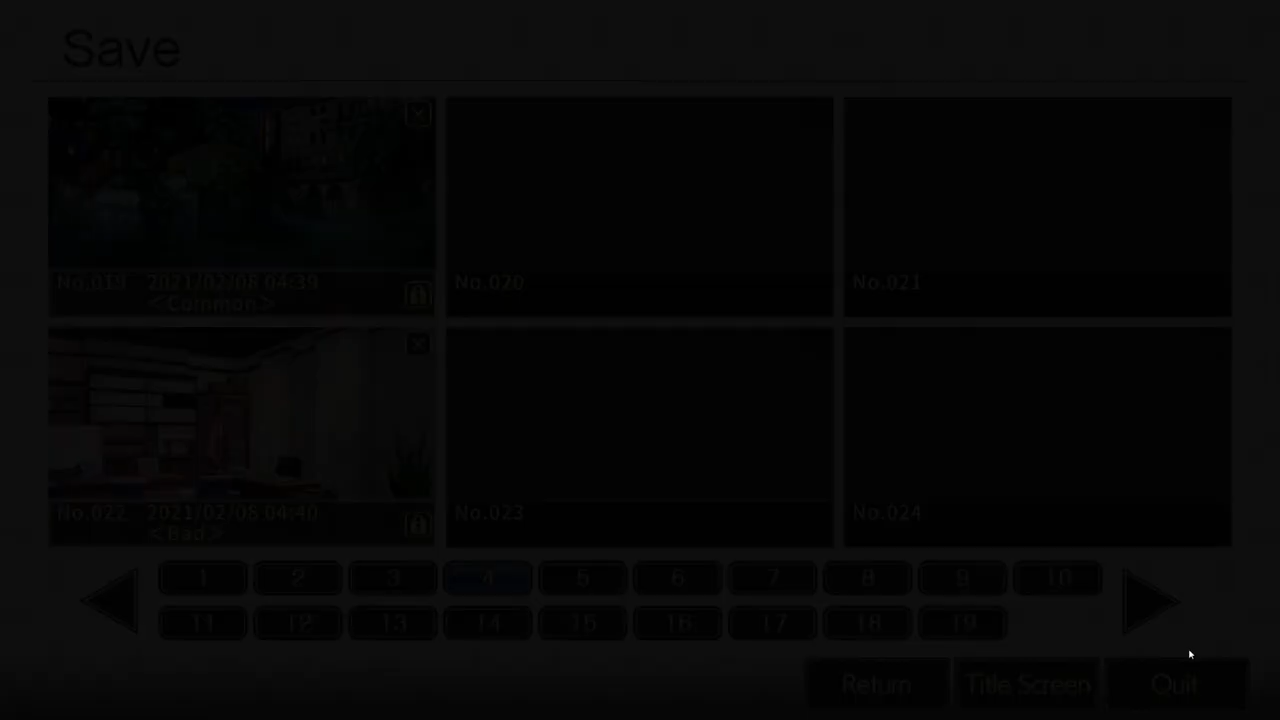 Save
No.019 2021/02/08 04:39
<Common>
No.020
No.021
No.022 2021/02/08 04:40
<Bad>
No.023
No.024
1 2 3 4 5 6 7 8 9 10
11 12 13 14 15 16 17 18 19
Return Title Screen Quit